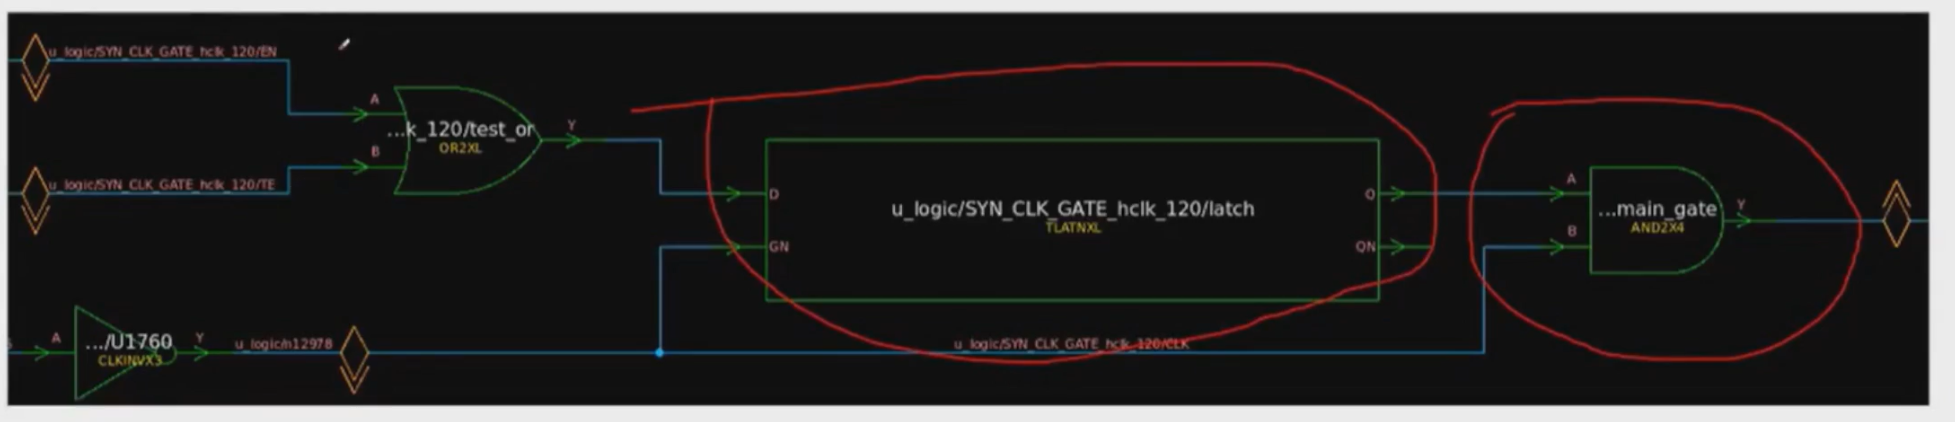 u_logic/SYN_CLK_GATE_hclk_120/EN
A
...k_120/test_or
OR2XL
B
Y
u_logic/SYN_CLK_GATE_hclk_120/TE
D
GN
u_logic/SYN_CLK_GATE_hclk_120/latch
TLATNXL
Q
QN
A
B
...main_gate
AND2X4
Y
A
.../U1760
CLKINVX3
Y
u_logic/n12978
u_logic/SYN_CLK_GATE_hclk_120/CLK